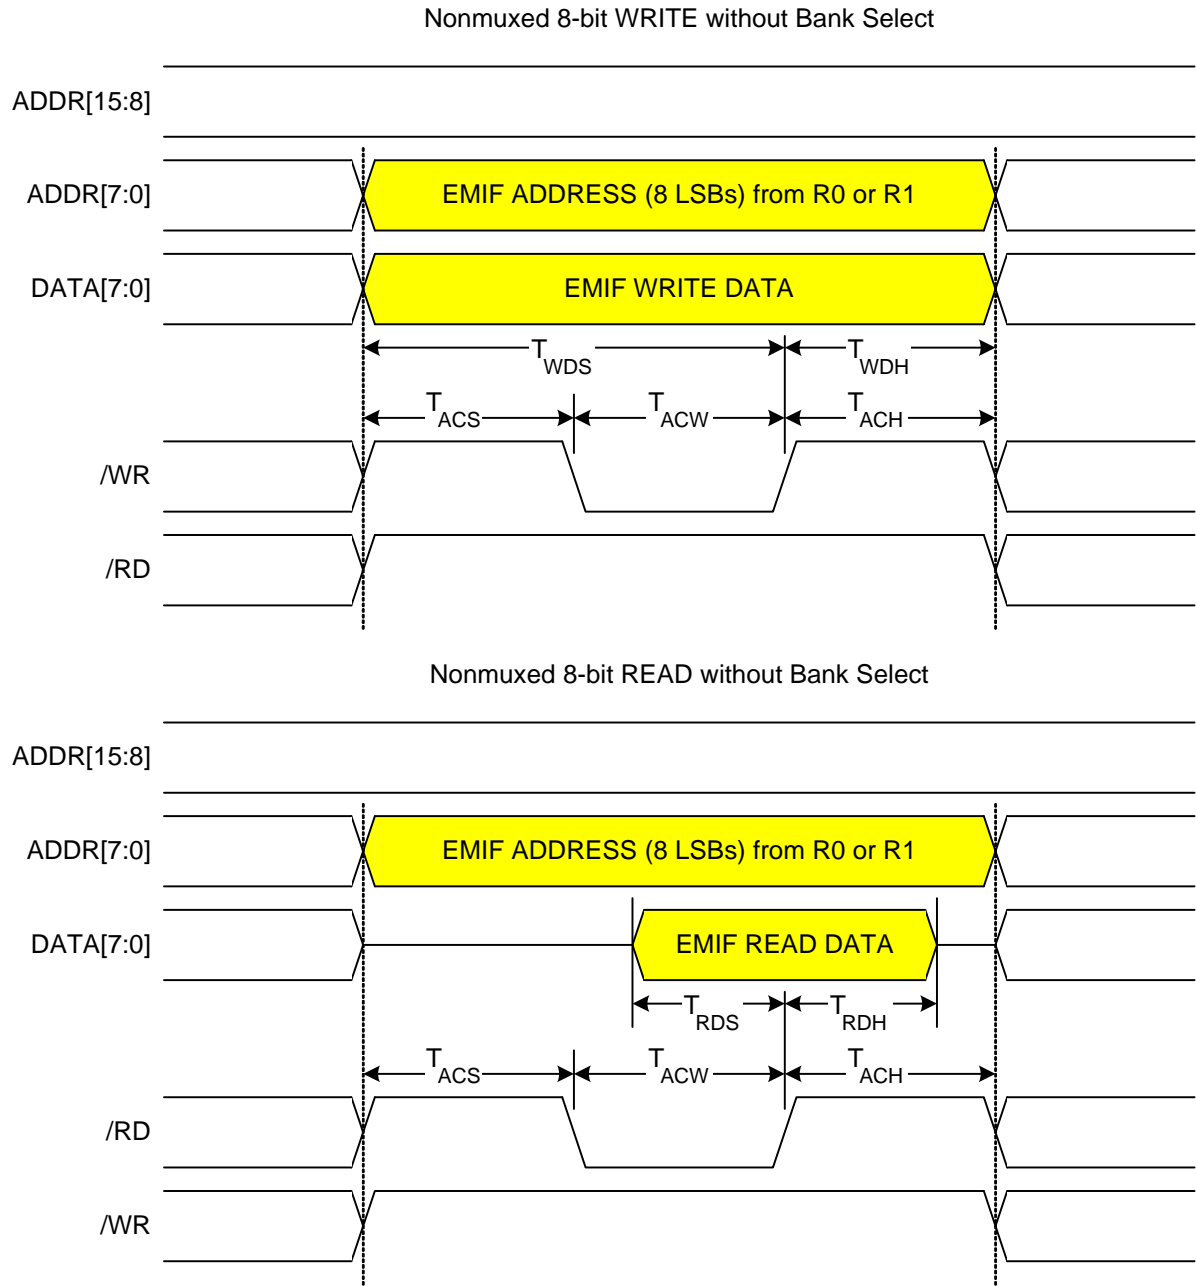 Nonmuxed 8-bit WRITE without Bank Select
ADDR[15:8]
ADDR[7:0]
EMIF ADDRESS (8 LSBs) from R0 or R1
DATA[7:0]
EMIF WRITE DATA
TWDS TWDH
TACS TACW TACH
/WR
/RD
Nonmuxed 8-bit READ without Bank Select
ADDR[15:8]
ADDR[7:0]
EMIF ADDRESS (8 LSBs) from R0 or R1
DATA[7:0]
EMIF READ DATA
TRDS TRDH
TACS TACW TACH
/RD
/WR